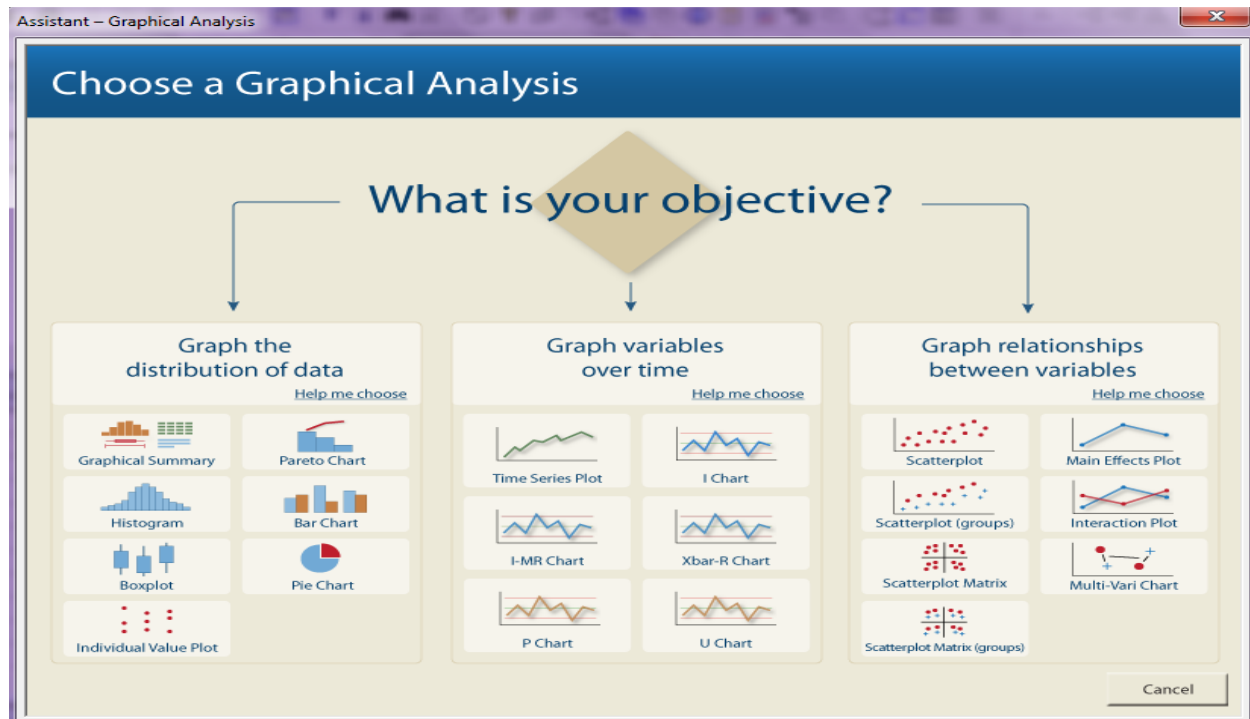 Assistant – Graphical Analysis
Choose a Graphical Analysis
What is your objective?
Graph the
distribution of data
Help me choose
Graphical Summary
Pareto Chart
Histogram
Bar Chart
Boxplot
Pie Chart
Individual Value Plot
Graph variables
over time
Help me choose
Time Series Plot
I Chart
I-MR Chart
Xbar-R Chart
P Chart
U Chart
Graph relationships
between variables
Help me choose
Scatterplot
Main Effects Plot
Scatterplot (groups)
Interaction Plot
Scatterplot Matrix
Multi-Vari Chart
Scatterplot Matrix (groups)
Cancel